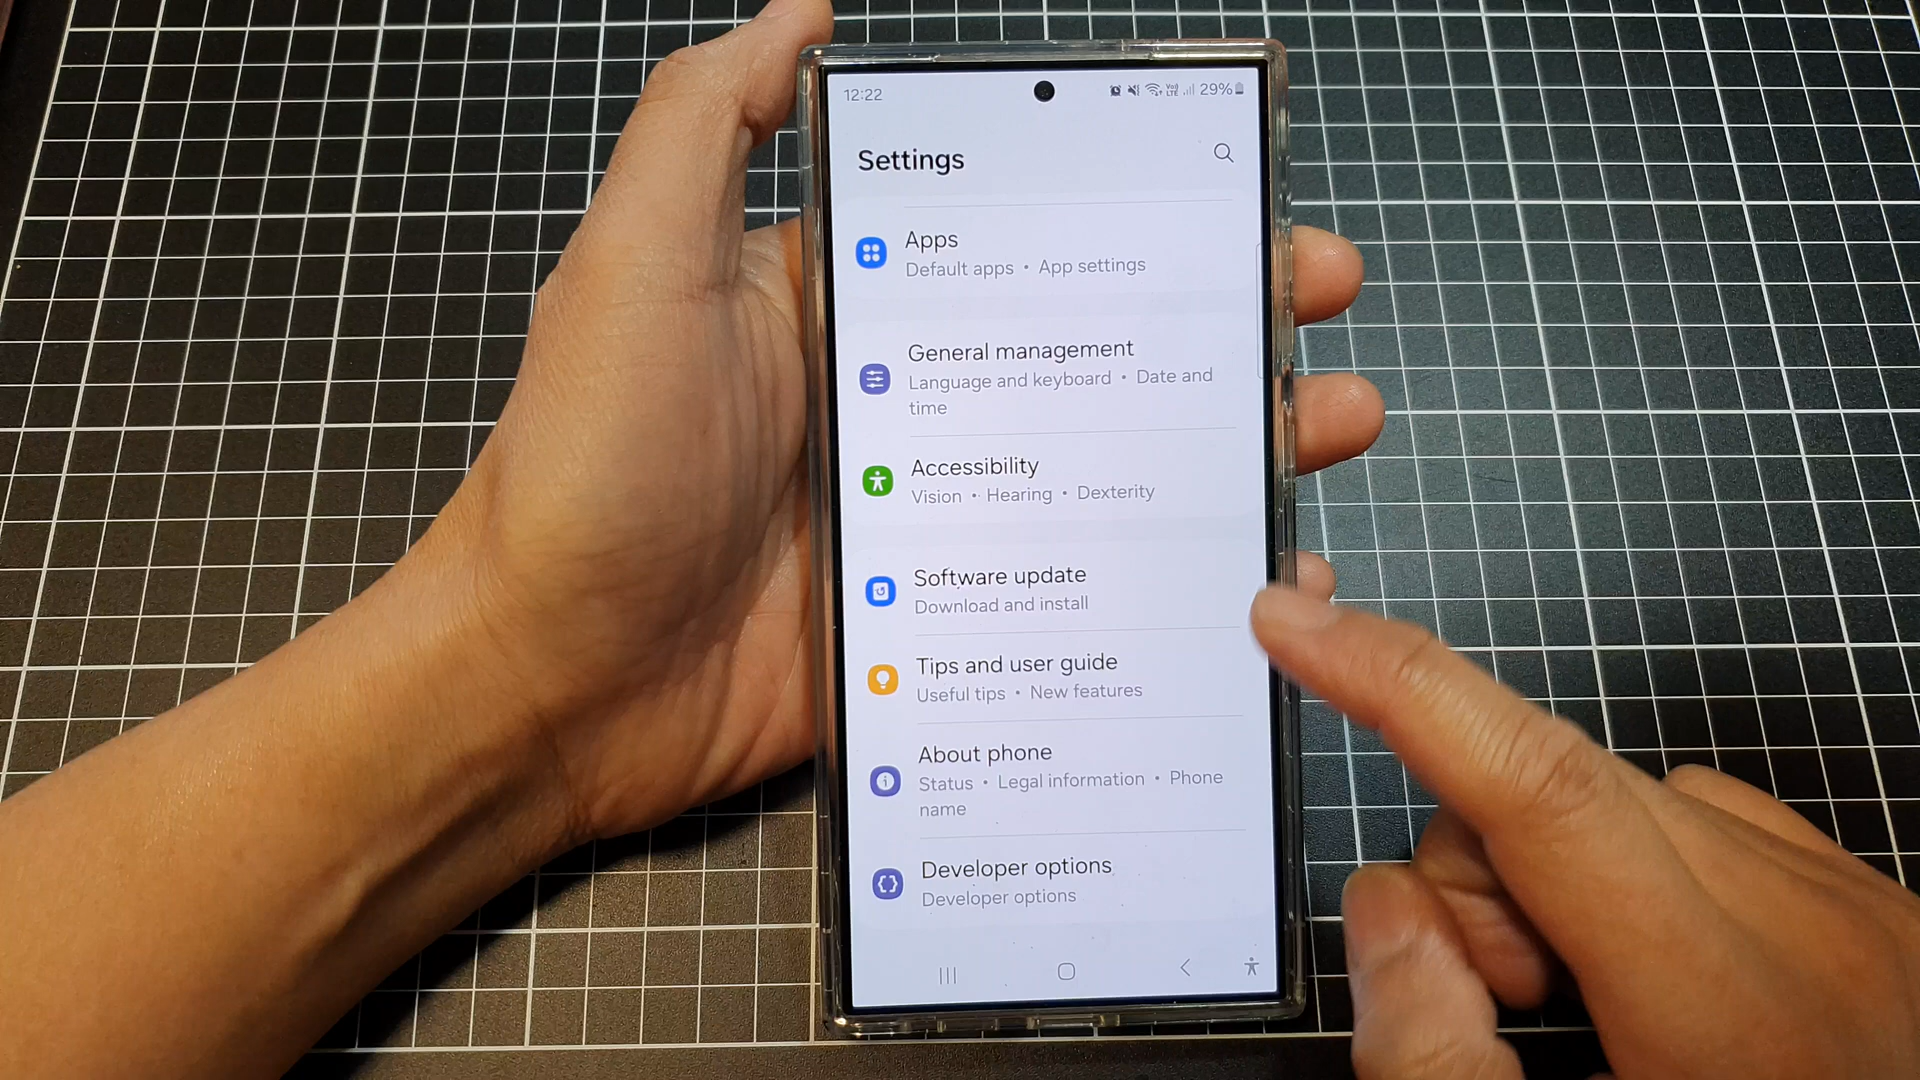 12:22
Vo) LTE 29%
Settings
Apps
Default apps • App settings
General management
Language and keyboard • Date and
time
Accessibility
Vision • Hearing • Dexterity
Software update
Download and install
Tips and user guide
Useful tips • New features
About phone
Status • Legal information • Phone
name
Developer options
Developer options